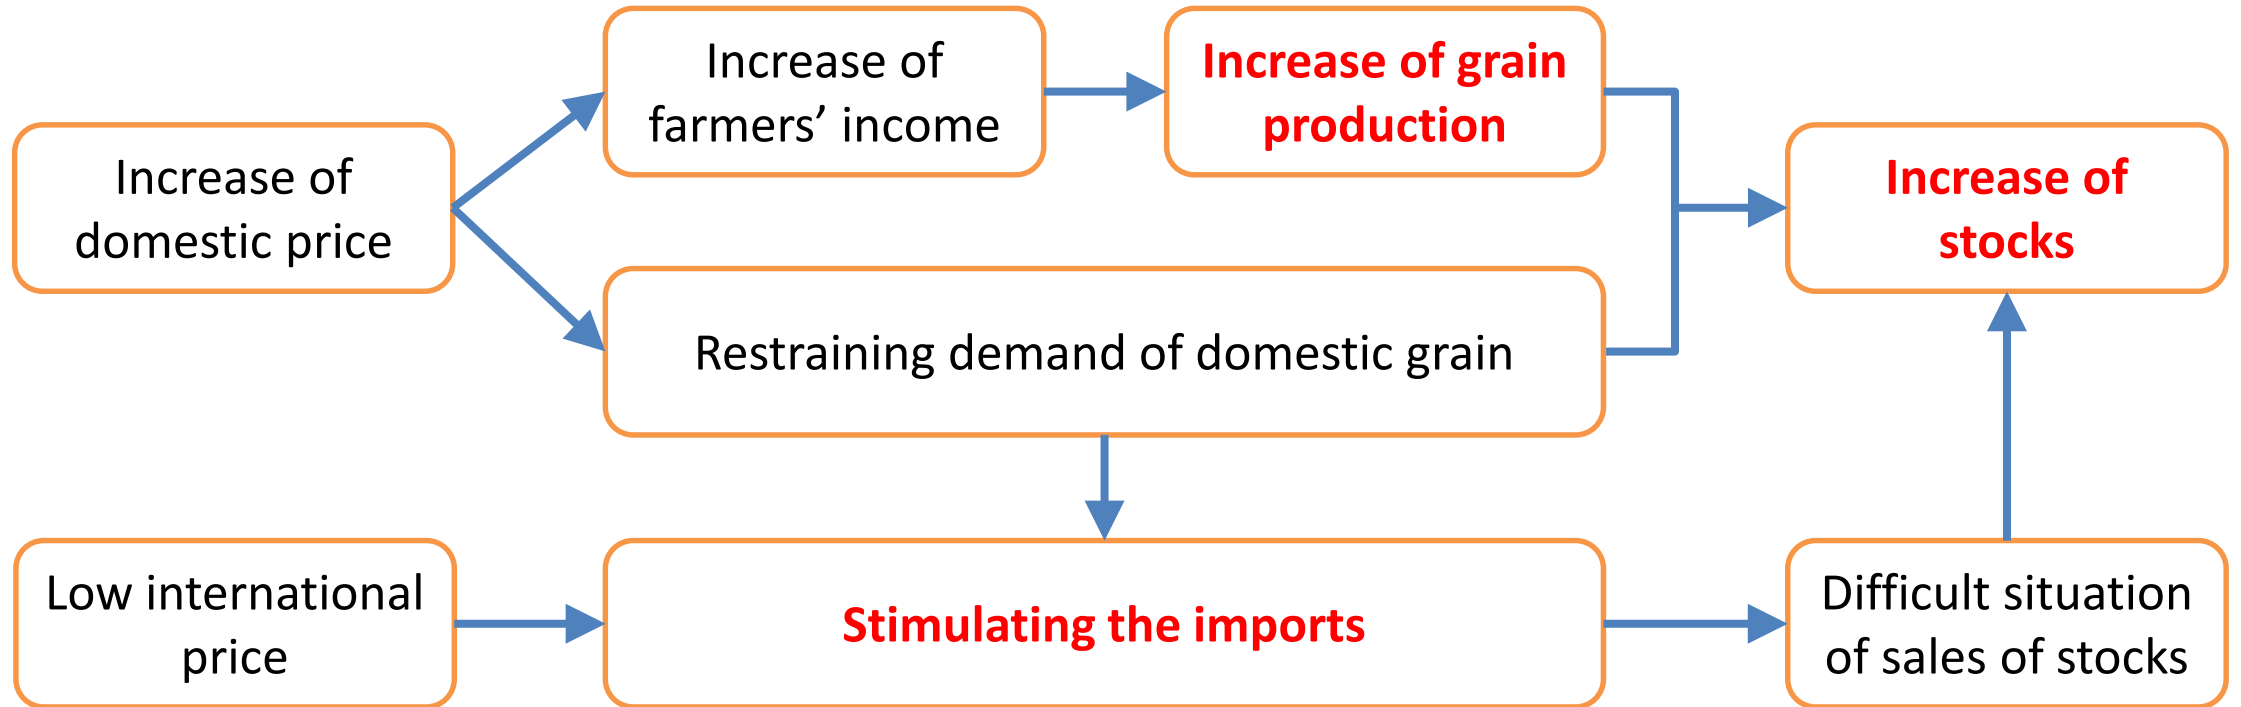 Increase of
farmers’ income
Increase of grain
production
Increase of
domestic price
Increase of
stocks
Restraining demand of domestic grain
Low international
price
Stimulating the imports
Difficult situation
of sales of stocks